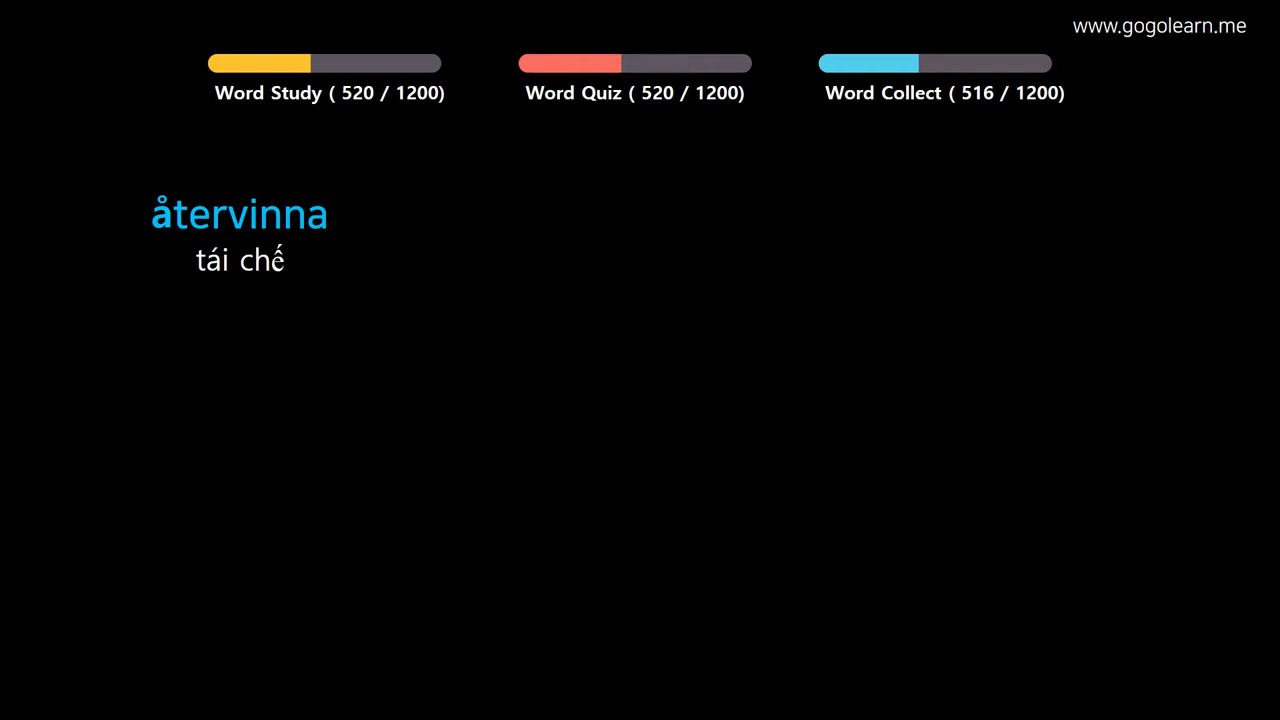 www.gogolearn.me
Word Study ( 520 / 1200)
Word Quiz ( 520 / 1200)
Word Collect ( 516 / 1200)
återvinna
tái chế